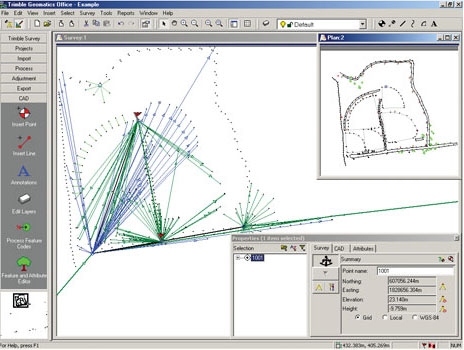 Trimble Geomatics Office - Example
File Edit View Insert Select Survey Tools Reports Window Help
Default
Trimble Survey
Projects
Import
Process
Adjustment
Export
CAD
Insert Point
Insert Line
Annotations
Edit Layers
Process Feature
Codes
Feature and Attribute
Editor
Survey:1
Plan:2
Properties (1 item selected)
Selection
1001
Survey CAD Attributes
Summary
Point name: 1001
Northing: 607056.244m
Easting: 1828656.304m
Elevation: 23.140m
Height: -9.759m
Grid Local WGS-84
For Help, press F1
432.383m, 405.269m
NUM